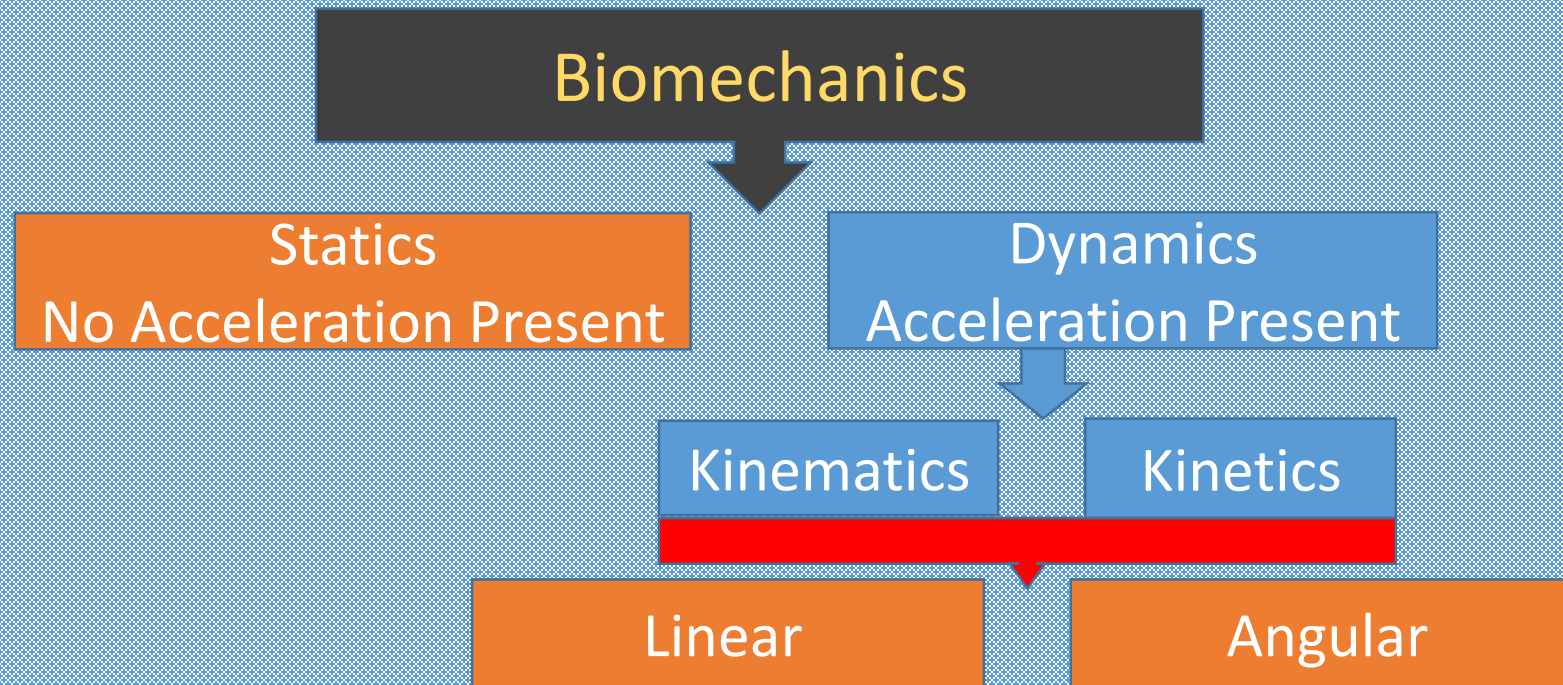 Biomechanics
Statics
No Acceleration Present
Dynamics
Acceleration Present
Kinematics
Kinetics
Linear
Angular